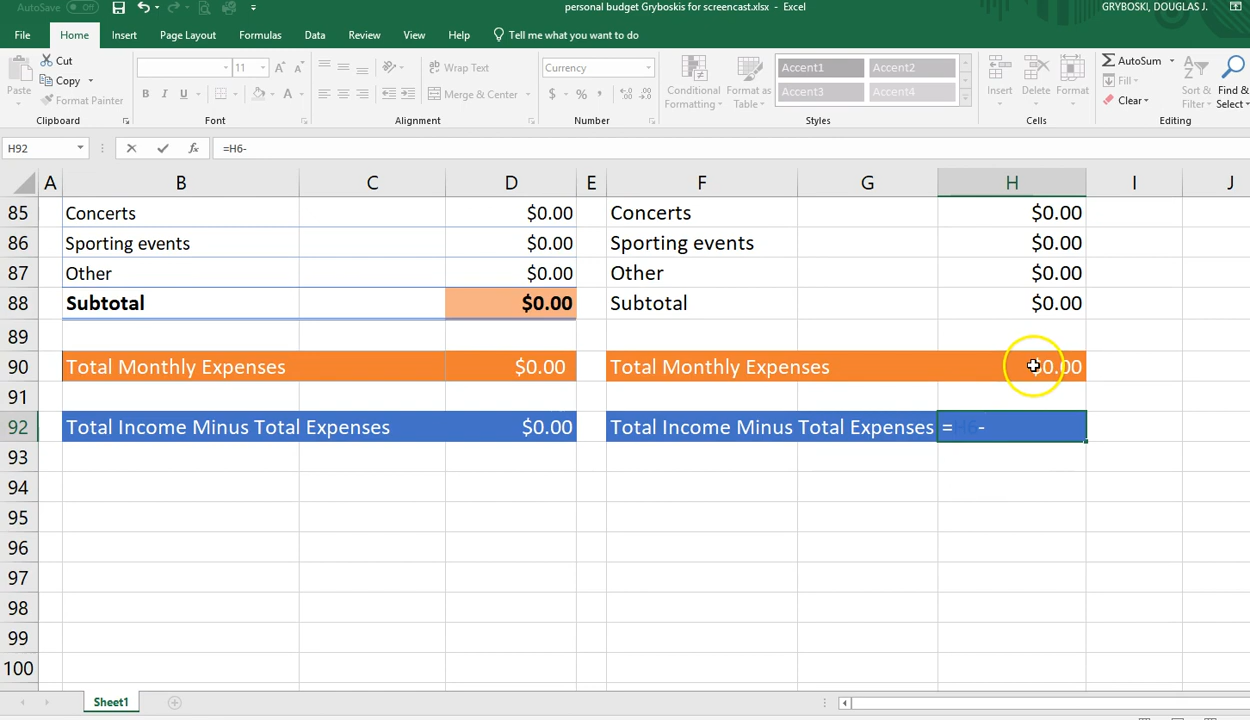 AutoSave Off personal budget Gryboskis for screencast.xlsx - Excel GRYBOSKI, DOUGLAS J.
File Home Insert Page Layout Formulas Data Review View Help Tell me what you want to do
Paste Cut Copy Format Painter 11 A A Wrap Text Currency Conditional Formatting Format as Table Accent1 Accent2 Insert Delete Format AutoSum Sort & Filter Find & Select
B I U A Merge & Center $ % , Accent3 Accent4 Fill Clear
Clipboard Font Alignment Number Styles Cells Editing
H92 fx =H6-
A B C D E F G H I J
85 Concerts $0.00 Concerts $0.00
86 Sporting events $0.00 Sporting events $0.00
87 Other $0.00 Other $0.00
88 Subtotal $0.00 Subtotal $0.00
89
90 Total Monthly Expenses $0.00 Total Monthly Expenses $0.00
91
92 Total Income Minus Total Expenses $0.00 Total Income Minus Total Expenses =H6-
93
94
95
96
97
98
99
100
Sheet1